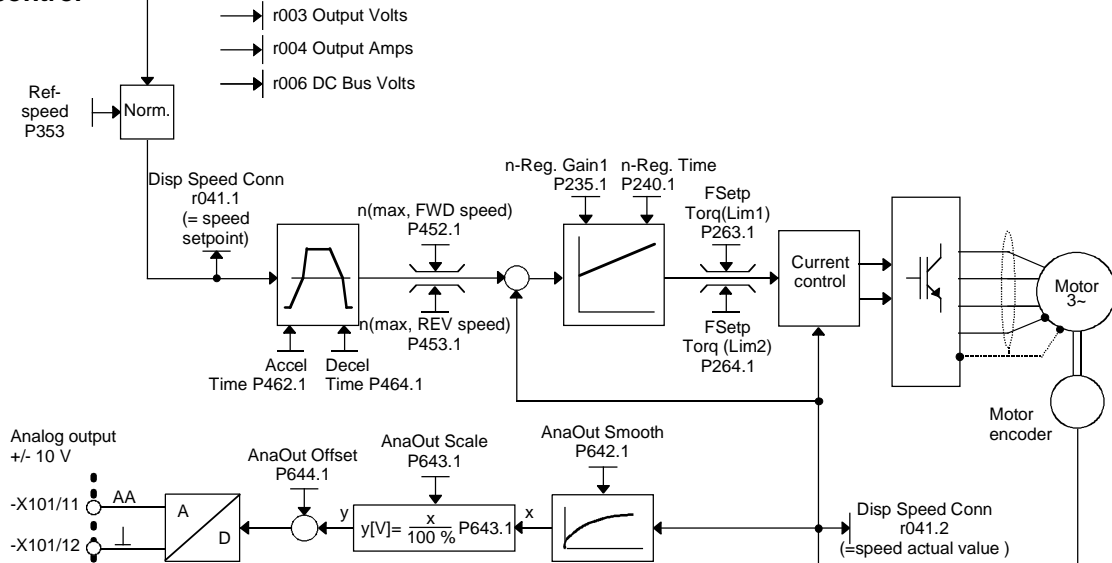 r003 Output Volts
r004 Output Amps
r006 DC Bus Volts
Ref-
speed
P353
Norm.
Disp Speed Conn
r041.1
(= speed
setpoint)
n(max, FWD speed)
P452.1
n(max, REV speed)
P453.1
Accel
Time P462.1
Decel
Time P464.1
n-Reg. Gain1
P235.1
n-Reg. Time
P240.1
FSetp
Torq(Lim1)
P263.1
FSetp
Torq (Lim2)
P264.1
Current
control
Motor
3~
Motor
encoder
Analog output
+/- 10 V
-X101/11
AA
-X101/12
A
D
AnaOut Offset
P644.1
AnaOut Scale
P643.1
y
y[V]= x
100 % P643.1
x
AnaOut Smooth
P642.1
Disp Speed Conn
r041.2
(=speed actual value )